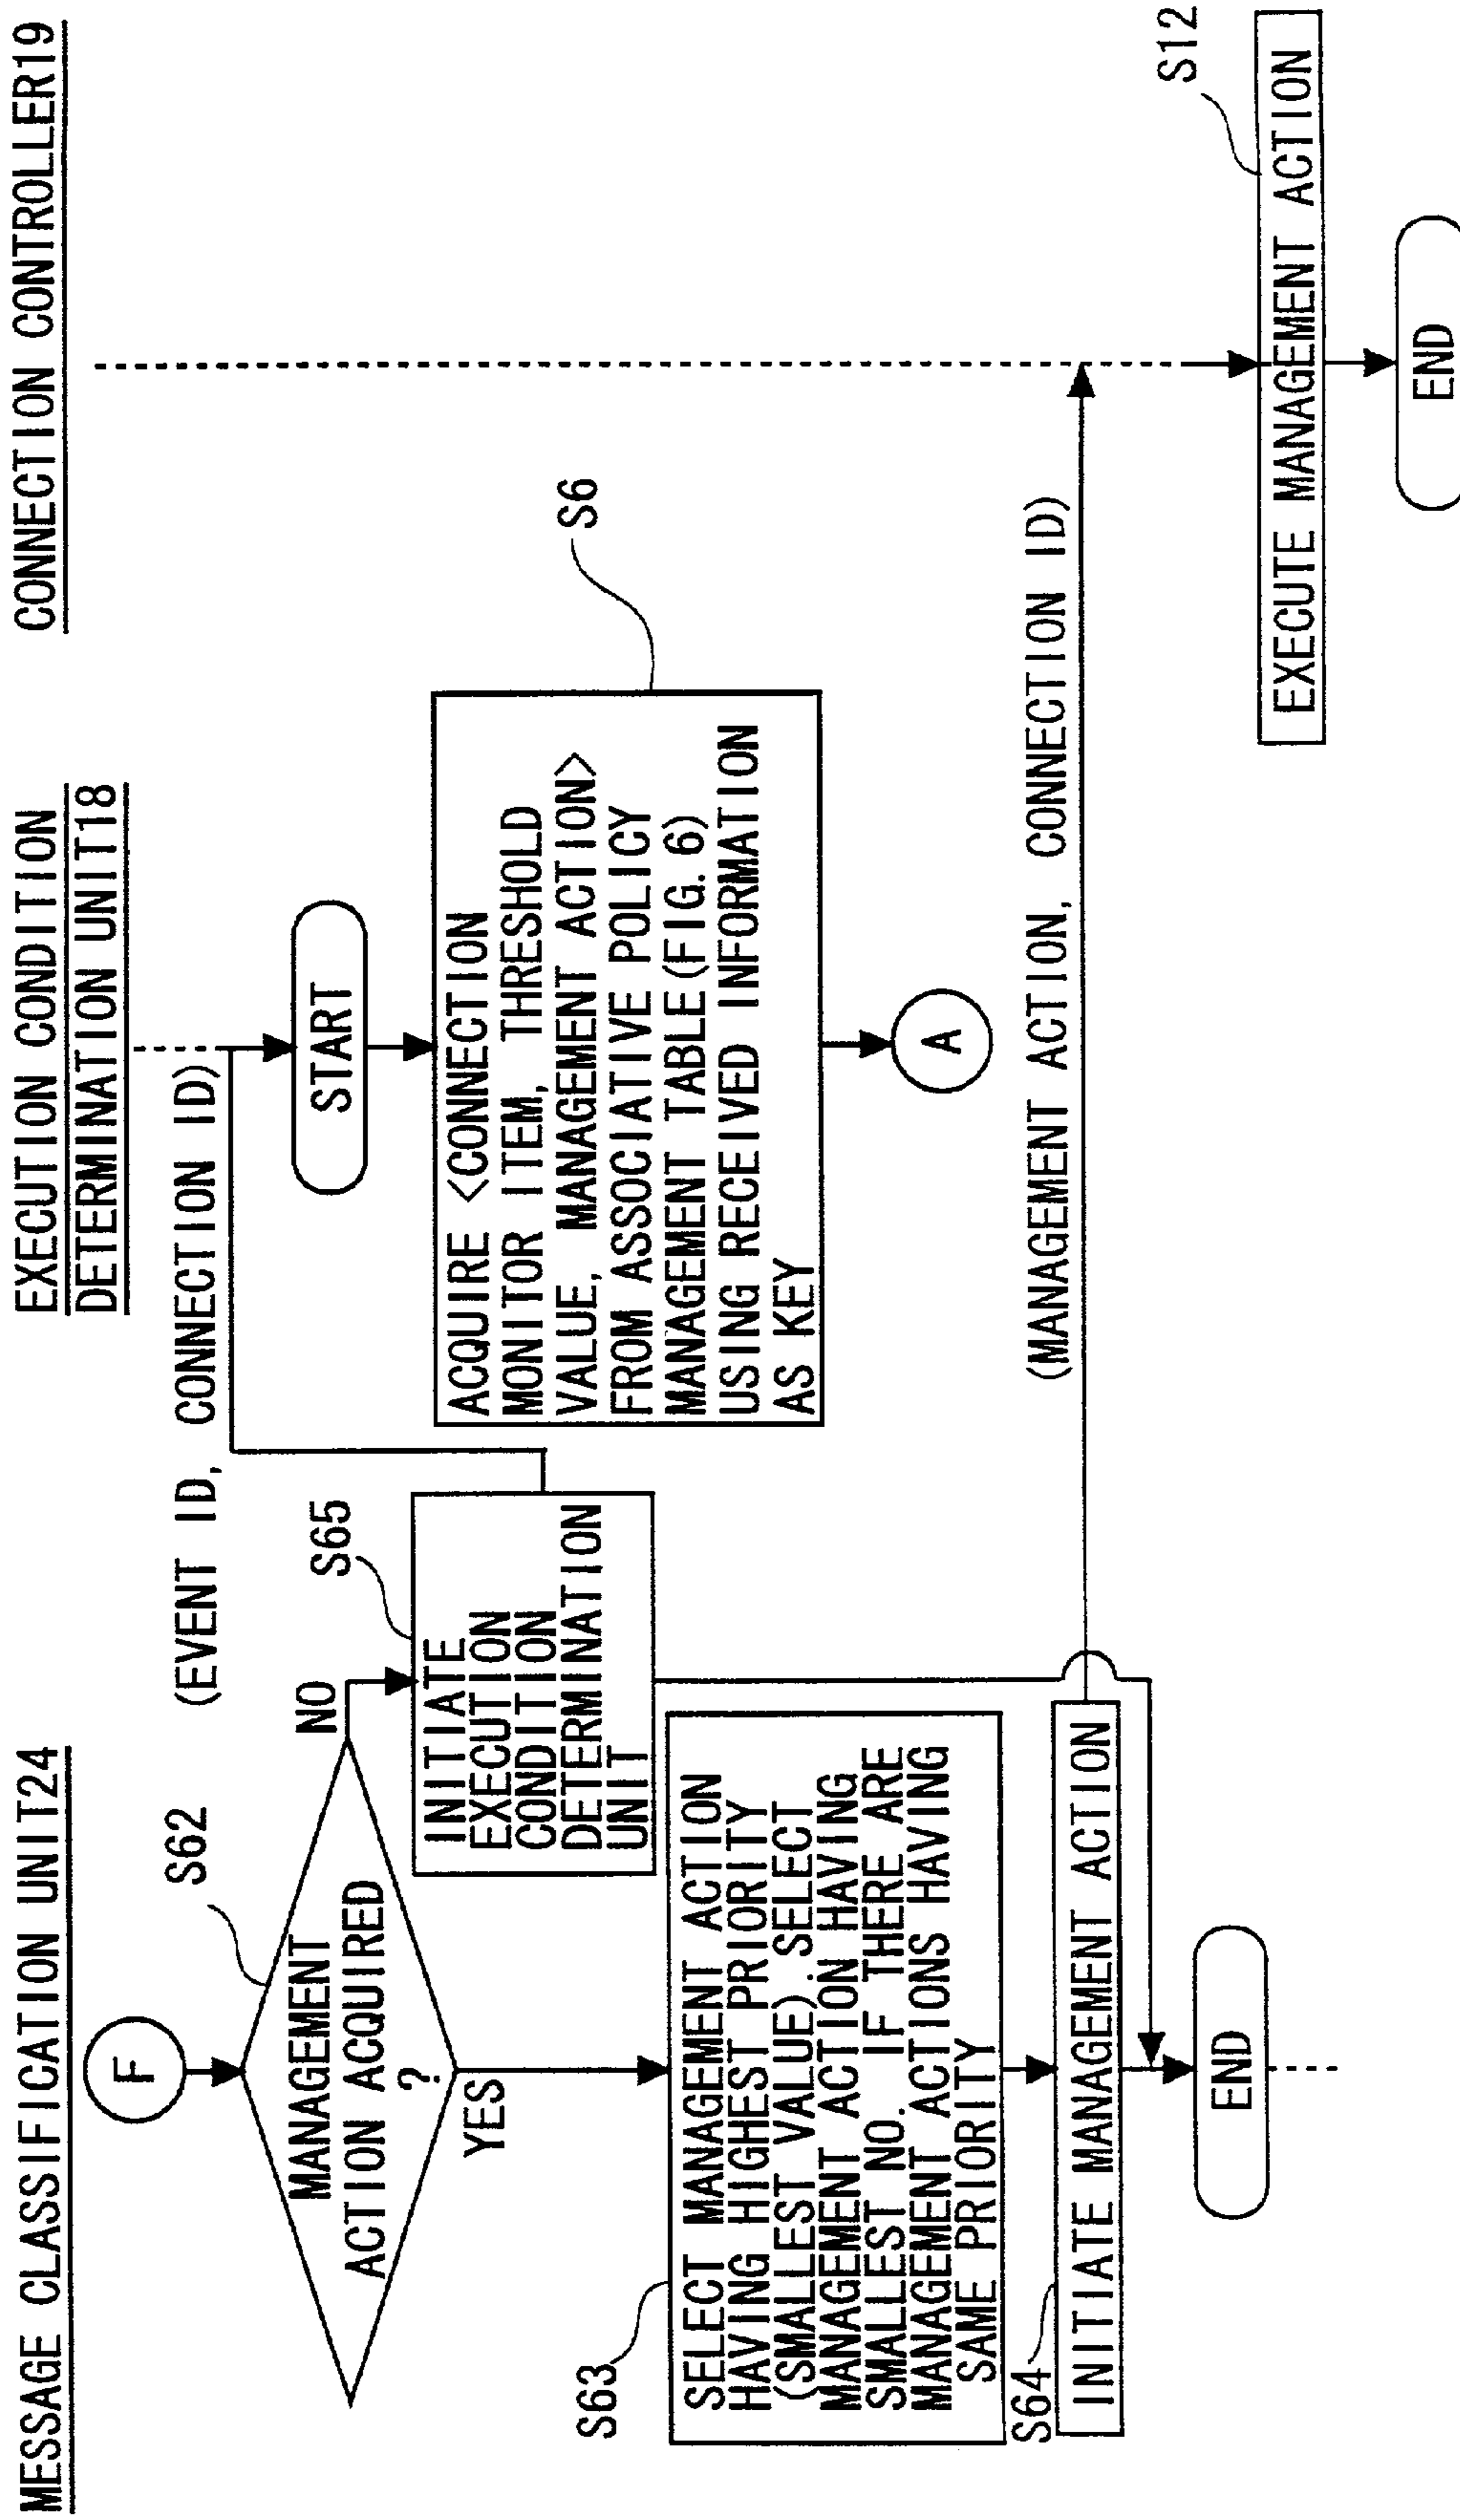 MESSAGE CLASSIFICATION UNIT24
F
S62
MANAGEMENT
ACTION ACQUIRED
?
NO
YES
S65
INITIATE
EXECUTION
CONDITION
DETERMINATION
UNIT
S63
SELECT MANAGEMENT ACTION
HAVING HIGHEST PRIORITY
(SMALLEST VALUE).SELECT
MANAGEMENT ACTION HAVING
SMALLEST NO. IF THERE ARE
MANAGEMENT ACTIONS HAVING
SAME PRIORITY
S64
INITIATE MANAGEMENT ACTION
END
EXECUTION CONDITION
DETERMINATION UNIT18
(EVENT ID, CONNECTION ID)
START
S6
ACQUIRE <CONNECTION
MONITOR ITEM, THRESHOLD
VALUE, MANAGEMENT ACTION>
FROM ASSOCIATIVE POLICY
MANAGEMENT TABLE(FIG.6)
USING RECEIVED INFORMATION
AS KEY
A
(MANAGEMENT ACTION, CONNECTION ID)
CONNECTION CONTROLLER19
S12
EXECUTE MANAGEMENT ACTION
END